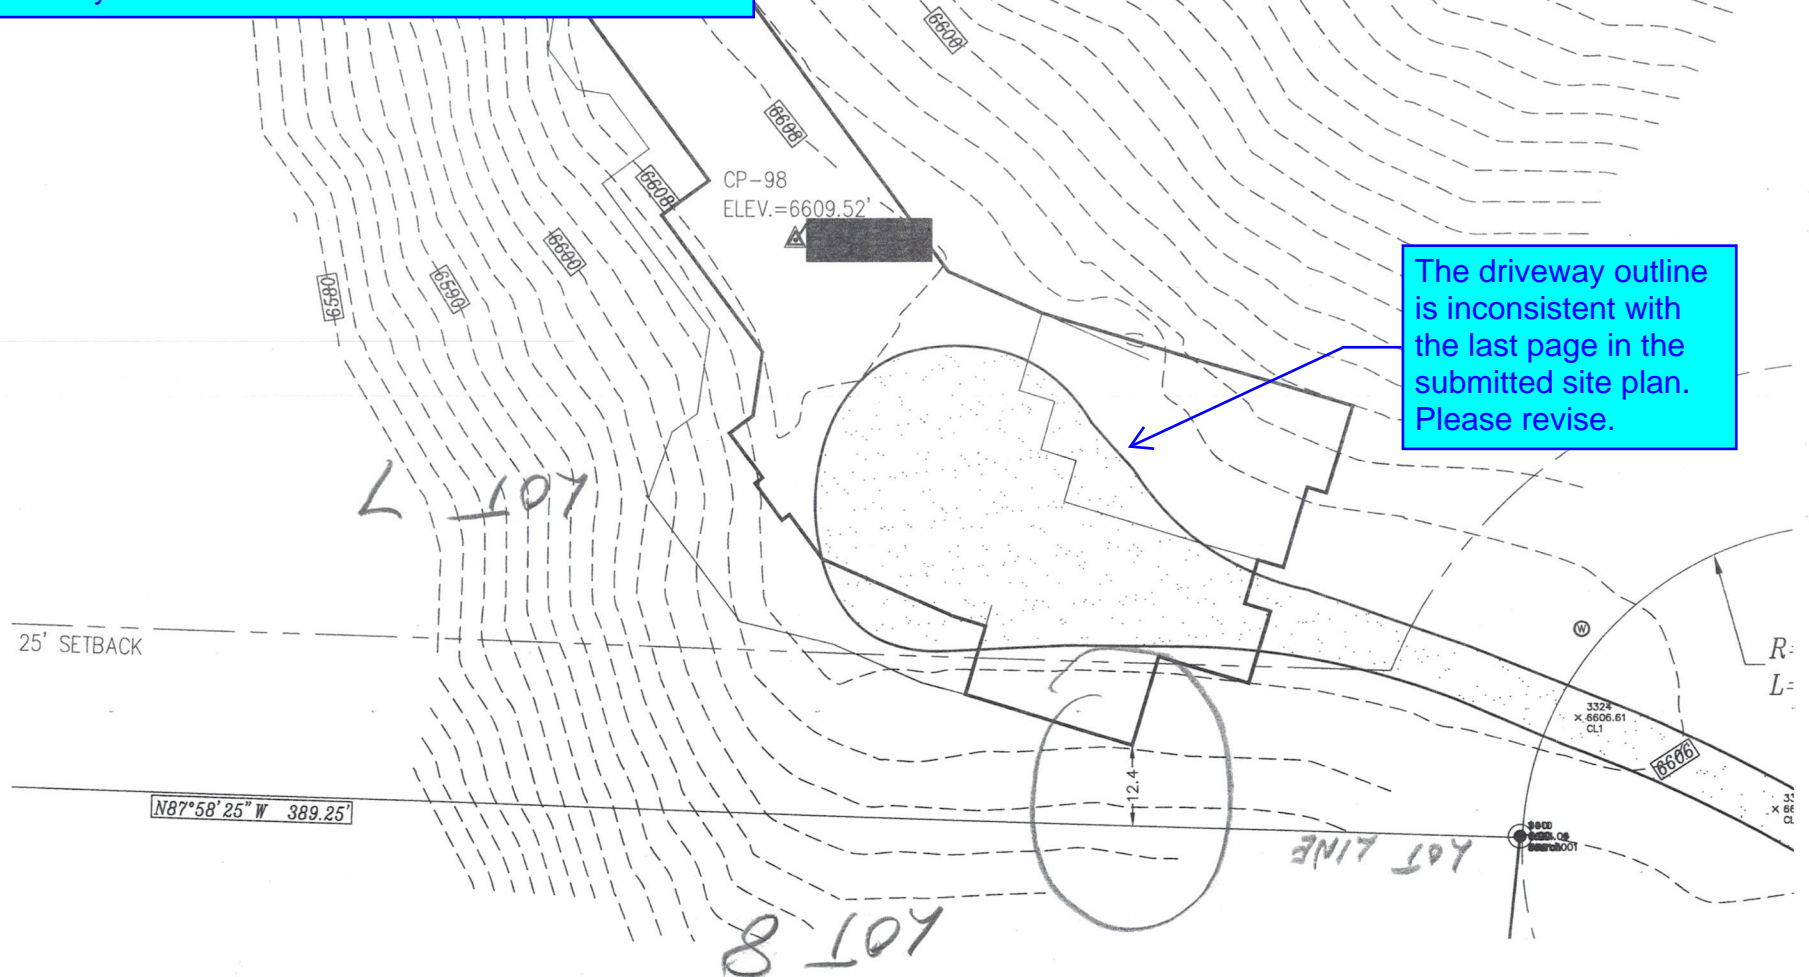 6600
6608
CP-98
ELEV.=6609.52'
6608
6600
6590
6580
The driveway outline
is inconsistent with
the last page in the
submitted site plan.
Please revise.
LOT 7
25' SETBACK
W
R=
L=
3324
6606.61
CL1
6606
12.4
N87°58'25" W 389.25'
LOT LINE
LOT 8